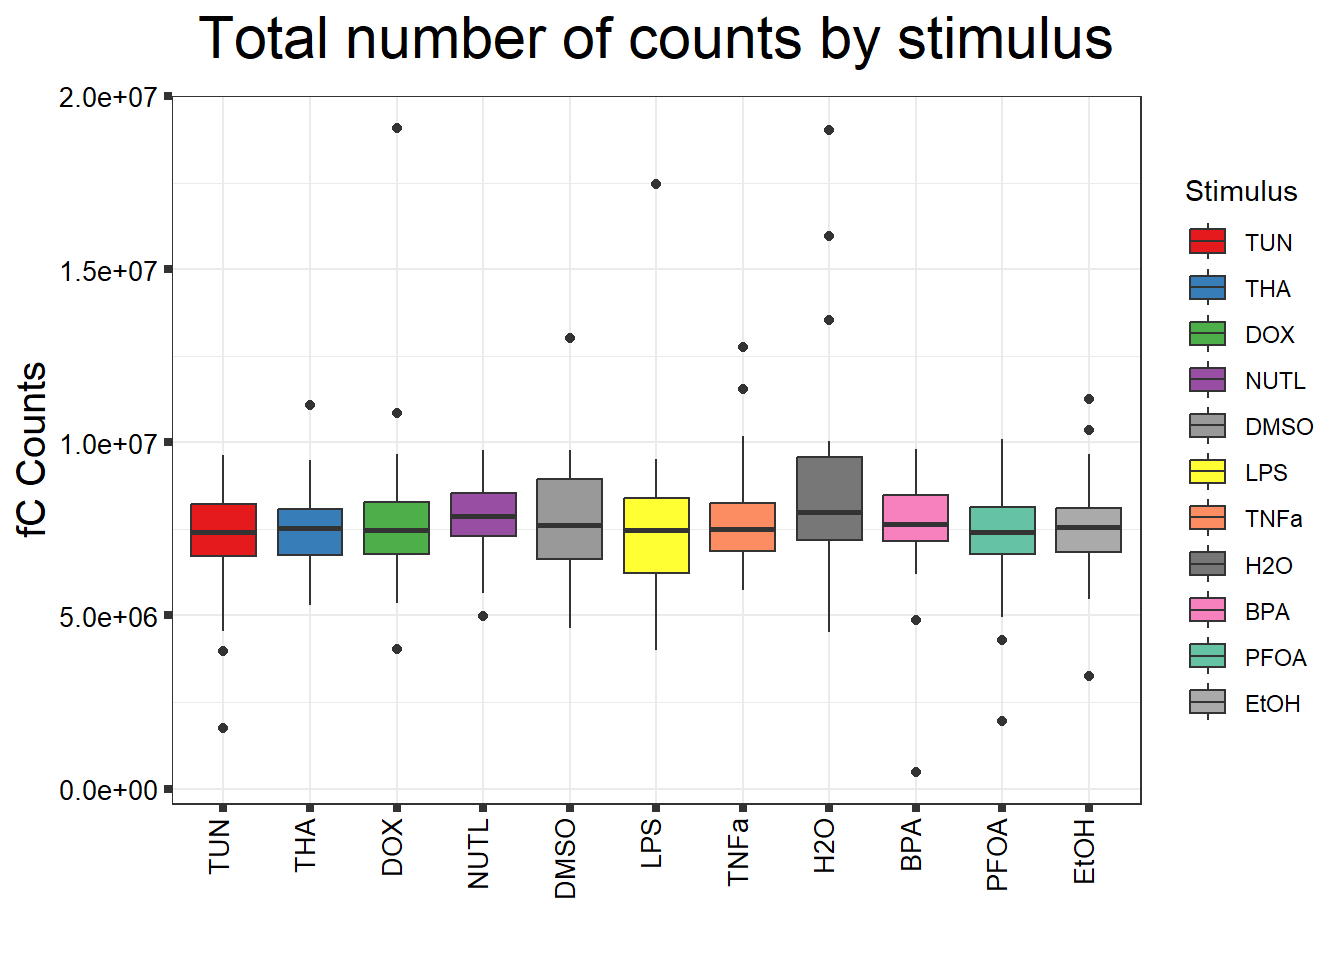 Total number of counts by stimulus
2.0e+07
1.5e+07
1.0e+07
5.0e+06
0.0e+00
fC Counts
TUN
THA
DOX
NUTL
DMSO
LPS
TNFa
H2O
BPA
PFOA
EtOH
Stimulus
TUN
THA
DOX
NUTL
DMSO
LPS
TNFa
H2O
BPA
PFOA
EtOH